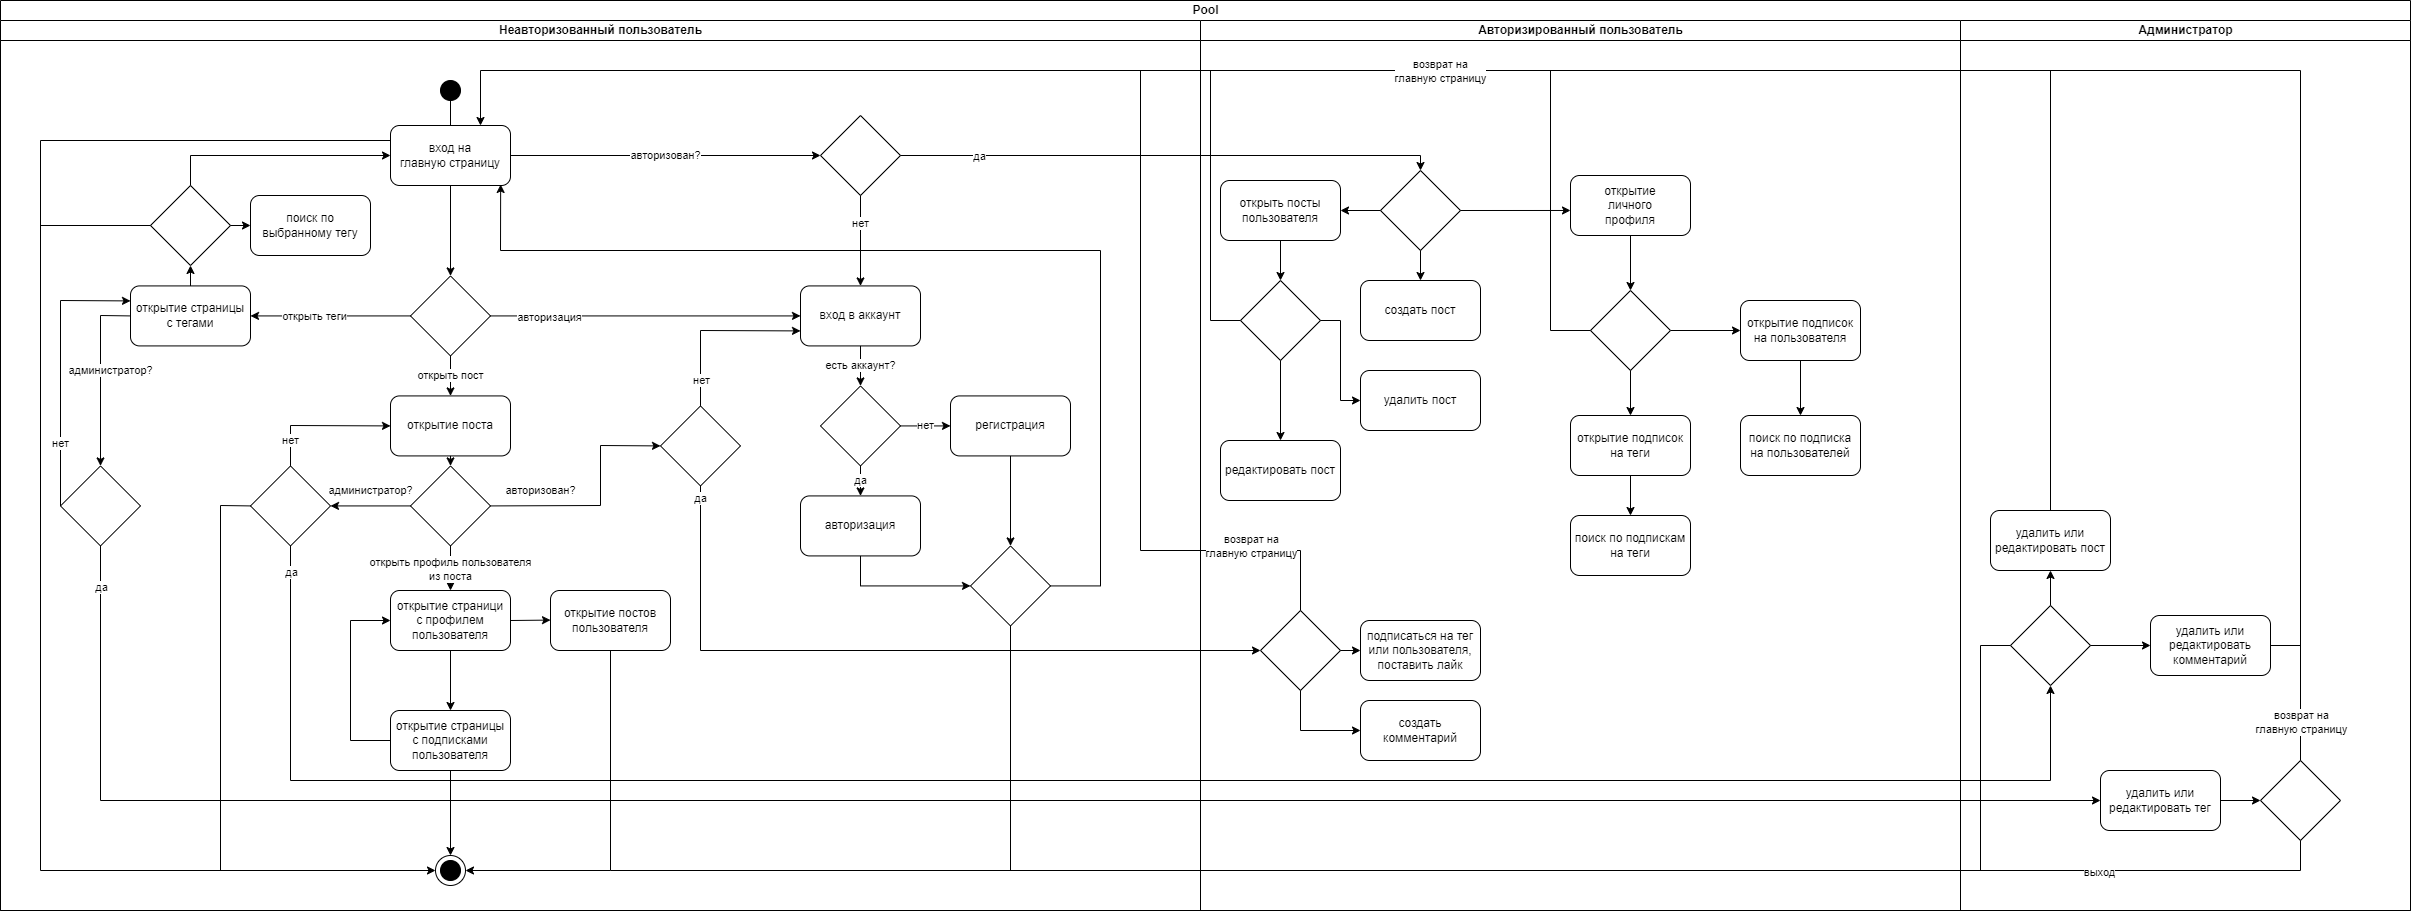 Pool
Неавторизованный пользователь
Авторизированный пользователь
Администратор
возврат на
главную страницу
вход на
главную страницу
авторизован?
да
поиск по
выбранному тегу
нет
открыть посты
пользователя
открытие
личного
профиля
открытие страницы
с тегами
открыть теги
авторизация
вход в аккаунт
создать пост
открытие подписок
на пользователя
администратор?
открыть пост
нет
есть аккаунт?
удалить пост
нет
нет
открытие поста
нет
регистрация
открытие подписок
на теги
поиск по подписка
на пользователей
редактировать пост
администратор?
авторизован?
да
да
авторизация
удалить или
редактировать пост
возврат на
главную страницу
поиск по подпискам
на теги
да
да
открыть профиль пользователя
из поста
открытие страници
с профилем
пользователя
открытие постов
пользователя
подписаться на тег
или пользователя,
поставить лайк
удалить или
редактировать
комментарий
открытие страницы
с подписками
пользователя
создать
комментарий
возврат на
главную страницу
удалить или
редактировать тег
выход